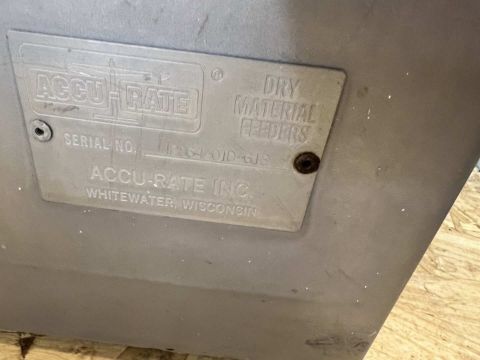 ACCU-RATE ®
DRY
MATERIAL
FEEDERS
SERIAL NO.
ACCU-RATE INC.
WHITEWATER, WISCONSIN